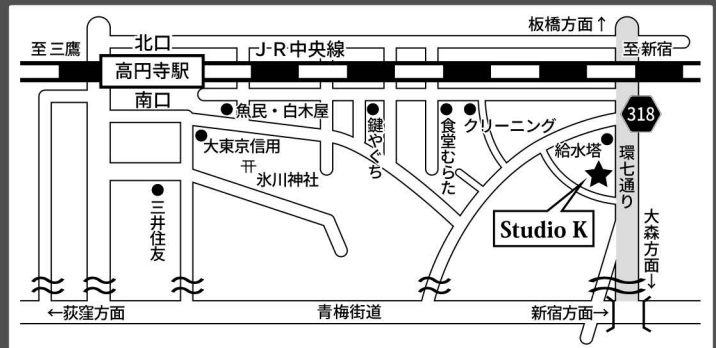 板橋方面↑
至三鷹
北口
J-R中央線
至新宿
高円寺駅
南口
318
魚民・白木屋
鍵やぐち
食堂むらた
クリーニング
大東京信用
給水塔
環七通り
氷川神社
三井住友
Studio K
大森方面→
←荻窪方面
青梅街道
新宿方面→